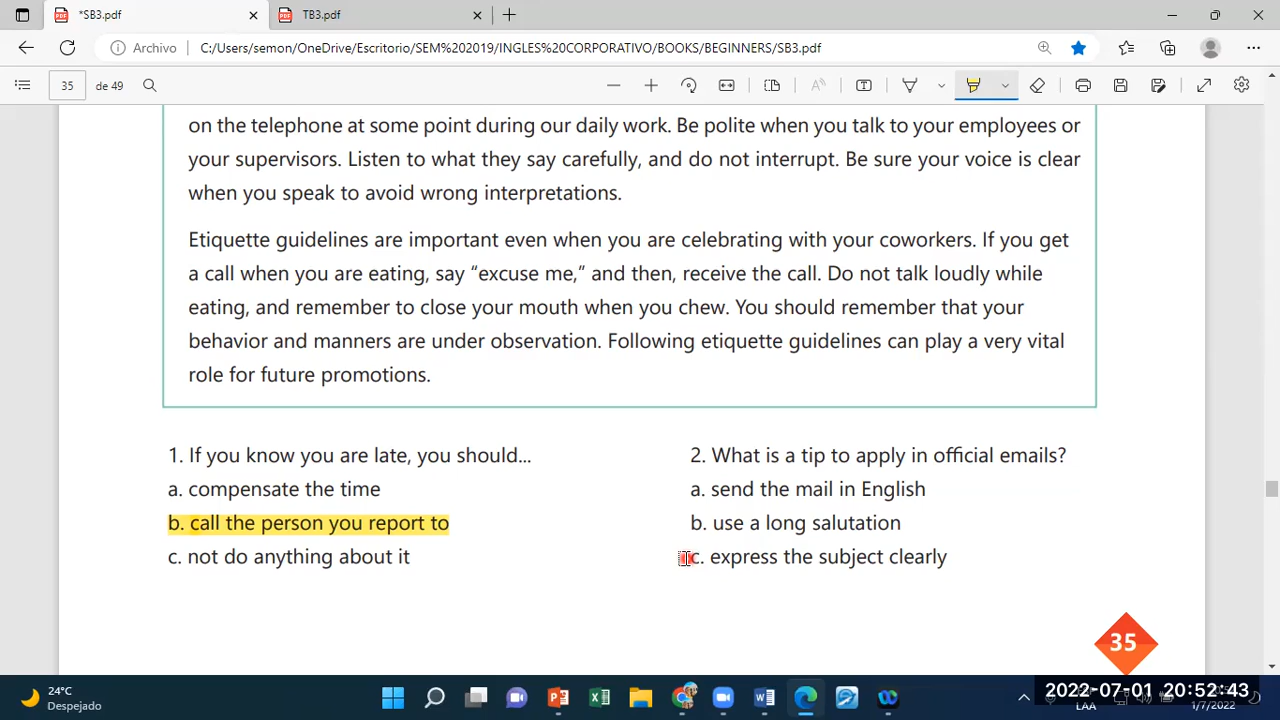 *SB3.pdf
TB3.pdf
Archivo
C:/Users/semon/OneDrive/Escritorio/SEM%202019/INGLES%20CORPORATIVO/BOOKS/BEGINNERS/SB3.pdf
35
de 49
on the telephone at some point during our daily work. Be polite when you talk to your employees or
your supervisors. Listen to what they say carefully, and do not interrupt. Be sure your voice is clear
when you speak to avoid wrong interpretations.
Etiquette guidelines are important even when you are celebrating with your coworkers. If you get
a call when you are eating, say “excuse me,” and then, receive the call. Do not talk loudly while
eating, and remember to close your mouth when you chew. You should remember that your
behavior and manners are under observation. Following etiquette guidelines can play a very vital
role for future promotions.
1. If you know you are late, you should...
a. compensate the time
b. call the person you report to
c. not do anything about it
2. What is a tip to apply in official emails?
a. send the mail in English
b. use a long salutation
c. express the subject clearly
35
24°C
Despejado
2022-07-01 20:52:43
LAA
1/7/2022